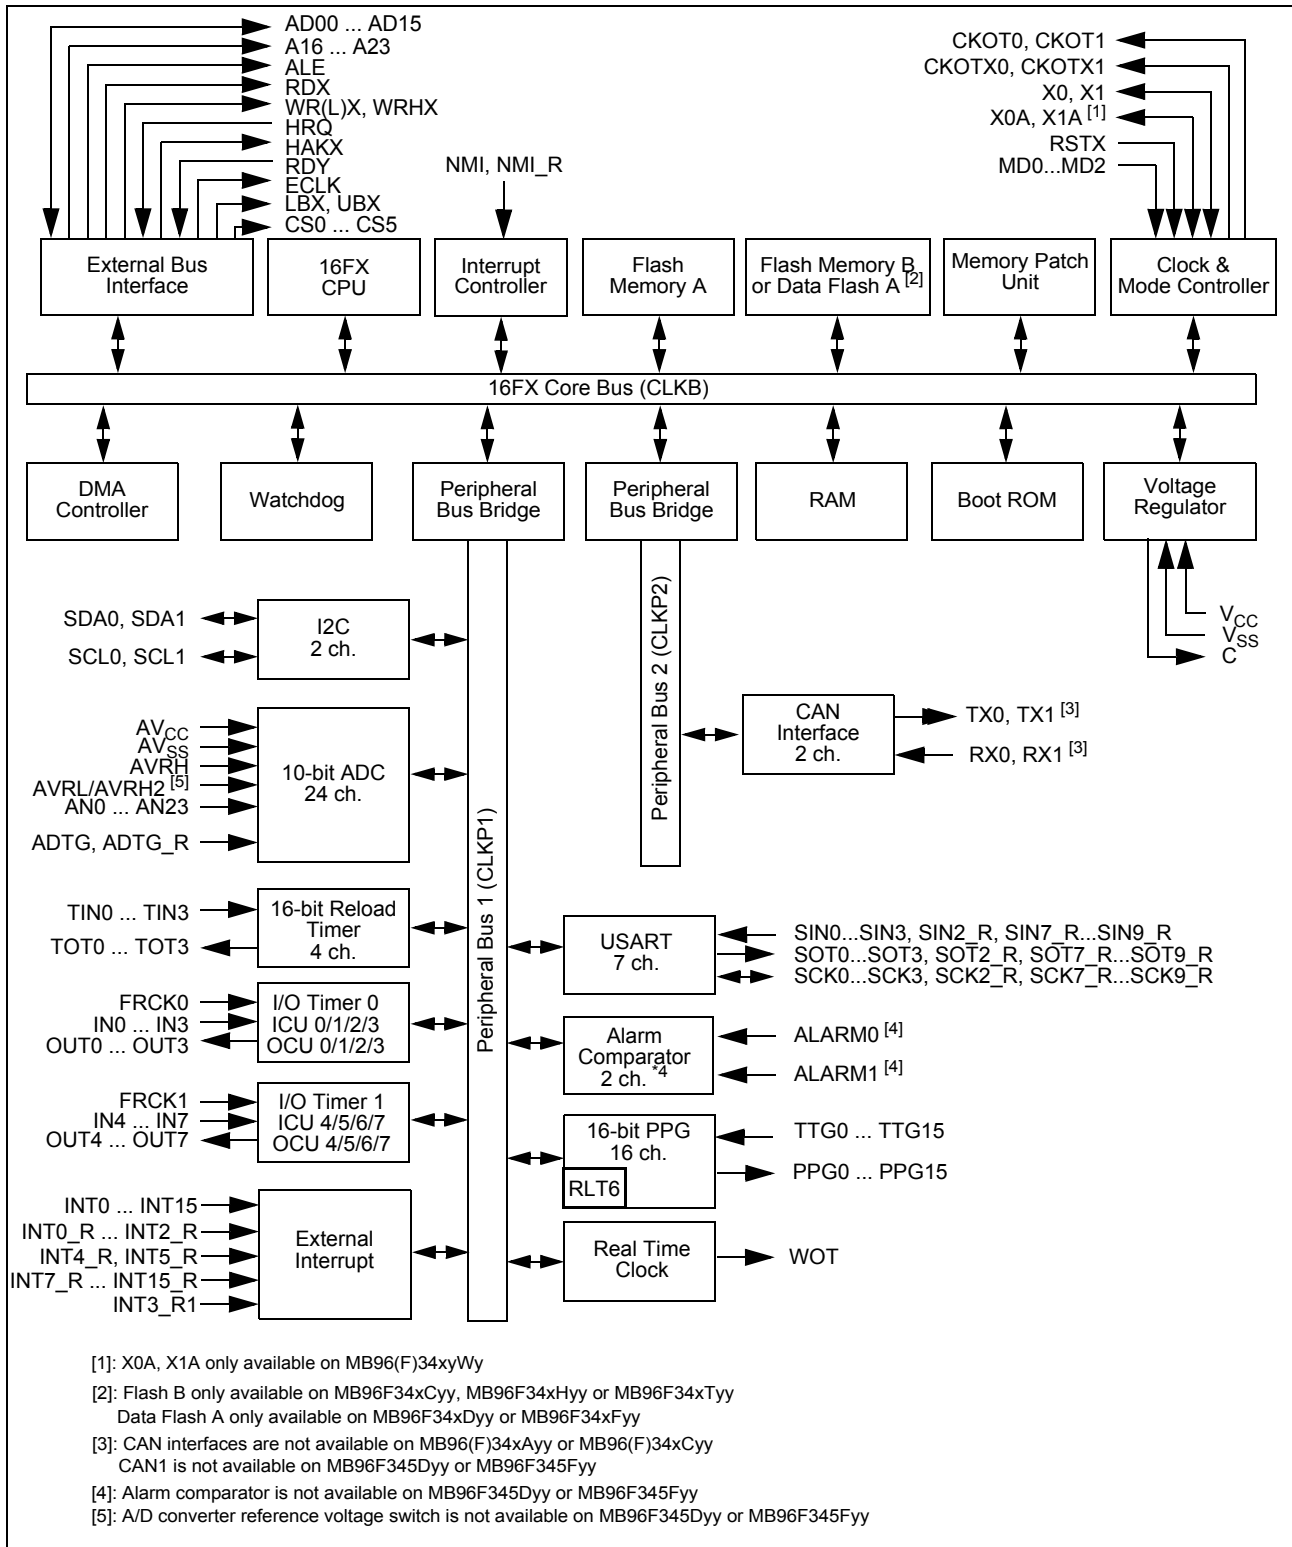 AD00 ... AD15
A16 ... A23
ALE
RDX
WR(L)X, WRHX
HRQ
HAKX
RDY
ECLK
LBX, UBX
CS0 ... CS5
NMI, NMI_R
CKOT0, CKOT1
CKOTX0, CKOTX1
X0, X1
X0A, X1A [1]
RSTX
MD0...MD2
External Bus
Interface
16FX
CPU
Interrupt
Controller
Flash
Memory A
Flash Memory B
or Data Flash A [2]
Memory Patch
Unit
Clock &
Mode Controller
16FX Core Bus (CLKB)
DMA
Controller
Watchdog
Peripheral
Bus Bridge
Peripheral
Bus Bridge
RAM
Boot ROM
Voltage
Regulator
VCC
VSS
C
Peripheral Bus 1 (CLKP1)
Peripheral Bus 2 (CLKP2)
SDA0, SDA1
SCL0, SCL1
I2C
2 ch.
AVCC
AVSS
AVRH
AVRL/AVRH2 [5]
AN0 ... AN23
ADTG, ADTG_R
10-bit ADC
24 ch.
TIN0 ... TIN3
TOT0 ... TOT3
16-bit Reload
Timer
4 ch.
FRCK0
IN0 ... IN3
OUT0 ... OUT3
I/O Timer 0
ICU 0/1/2/3
OCU 0/1/2/3
FRCK1
IN4 ... IN7
OUT4 ... OUT7
I/O Timer 1
ICU 4/5/6/7
OCU 4/5/6/7
INT0 ... INT15
INT0_R ... INT2_R
INT4_R, INT5_R
INT7_R ... INT15_R
INT3_R1
External
Interrupt
CAN
Interface
2 ch.
TX0, TX1 [3]
RX0, RX1 [3]
USART
7 ch.
SIN0...SIN3, SIN2_R, SIN7_R...SIN9_R
SOT0...SOT3, SOT2_R, SOT7_R...SOT9_R
SCK0...SCK3, SCK2_R, SCK7_R...SCK9_R
Alarm
Comparator
2 ch. *4
ALARM0 [4]
ALARM1 [4]
16-bit PPG
16 ch.
RLT6
TTG0 ... TTG15
PPG0 ... PPG15
Real Time
Clock
WOT
[1]: X0A, X1A only available on MB96(F)34xyWy
[2]: Flash B only available on MB96F34xCyy, MB96F34xHyy or MB96F34xTyy
Data Flash A only available on MB96F34xDyy or MB96F34xFyy
[3]: CAN interfaces are not available on MB96(F)34xAyy or MB96(F)34xCyy
CAN1 is not available on MB96F345Dyy or MB96F345Fyy
[4]: Alarm comparator is not available on MB96F345Dyy or MB96F345Fyy
[5]: A/D converter reference voltage switch is not available on MB96F345Dyy or MB96F345Fyy